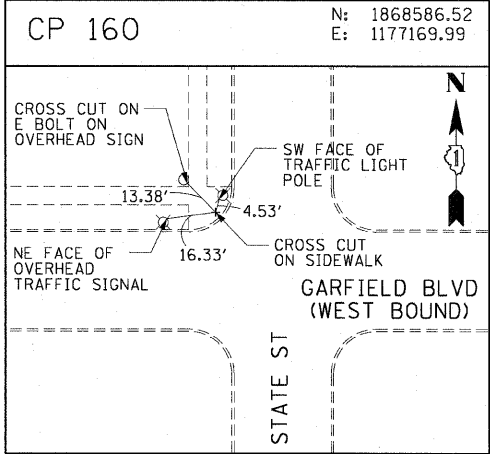 CP 160
N: 1868586.52
E: 1177169.99
CROSS CUT ON
E BOLT ON
OVERHEAD SIGN
N
SW FACE OF
TRAFFIC LIGHT
POLE
1
13.38'
4.53'
16.33'
NE FACE OF
OVERHEAD
TRAFFIC SIGNAL
CROSS CUT
ON SIDEWALK
GARFIELD BLVD
(WEST BOUND)
STATE ST